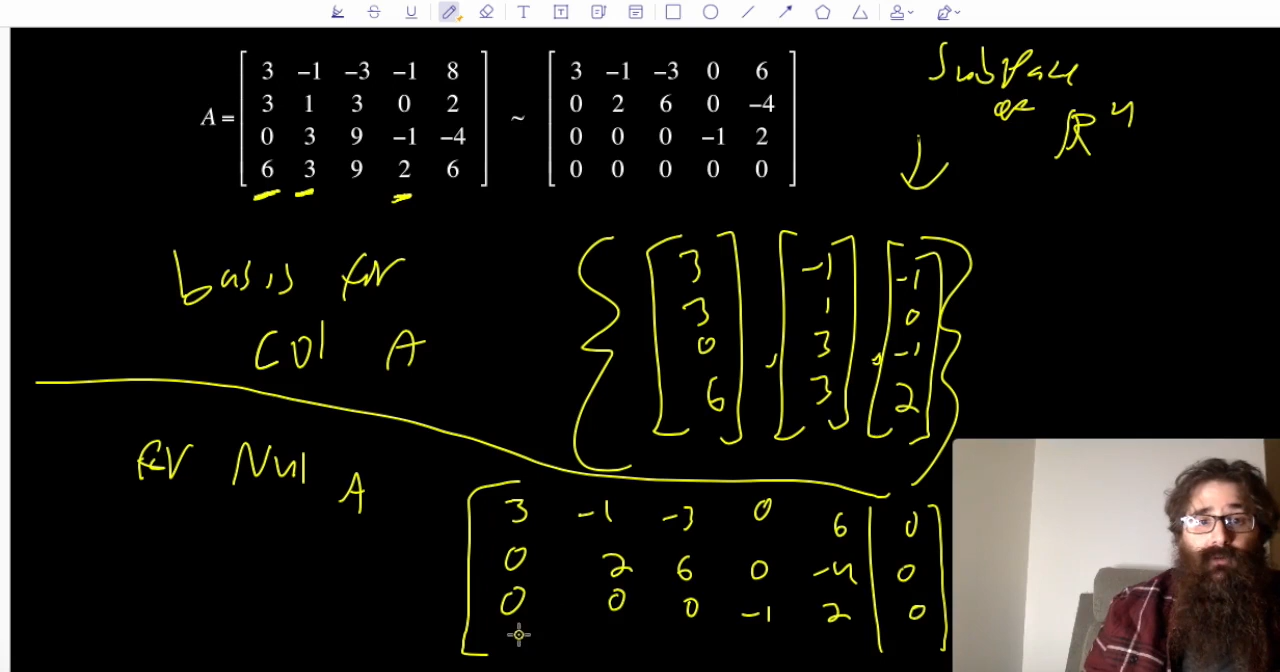 A = [ 3 −1 −3 −1 8 ] ~ [ 3 −1 −3 0 6 ]
[ 3 1 3 0 2 ] [ 0 2 6 0 −4 ]
[ 0 3 9 −1 −4 ] [ 0 0 0 −1 2 ]
[ 6 3 9 2 6 ] [ 0 0 0 0 0 ]
Subspace
of ℝ⁴
basis for
Col A
{ [ 3 ] , [ −1 ] , [ −1 ] }
[ 3 ] [ 1 ] [ 0 ]
[ 0 ] [ 3 ] [ −1 ]
[ 6 ] [ 3 ] [ 2 ]
for Nul A
[ 3 −1 −3 0 6 | 0 ]
[ 0 2 6 0 −4 | 0 ]
[ 0 0 0 −1 2 | 0 ]